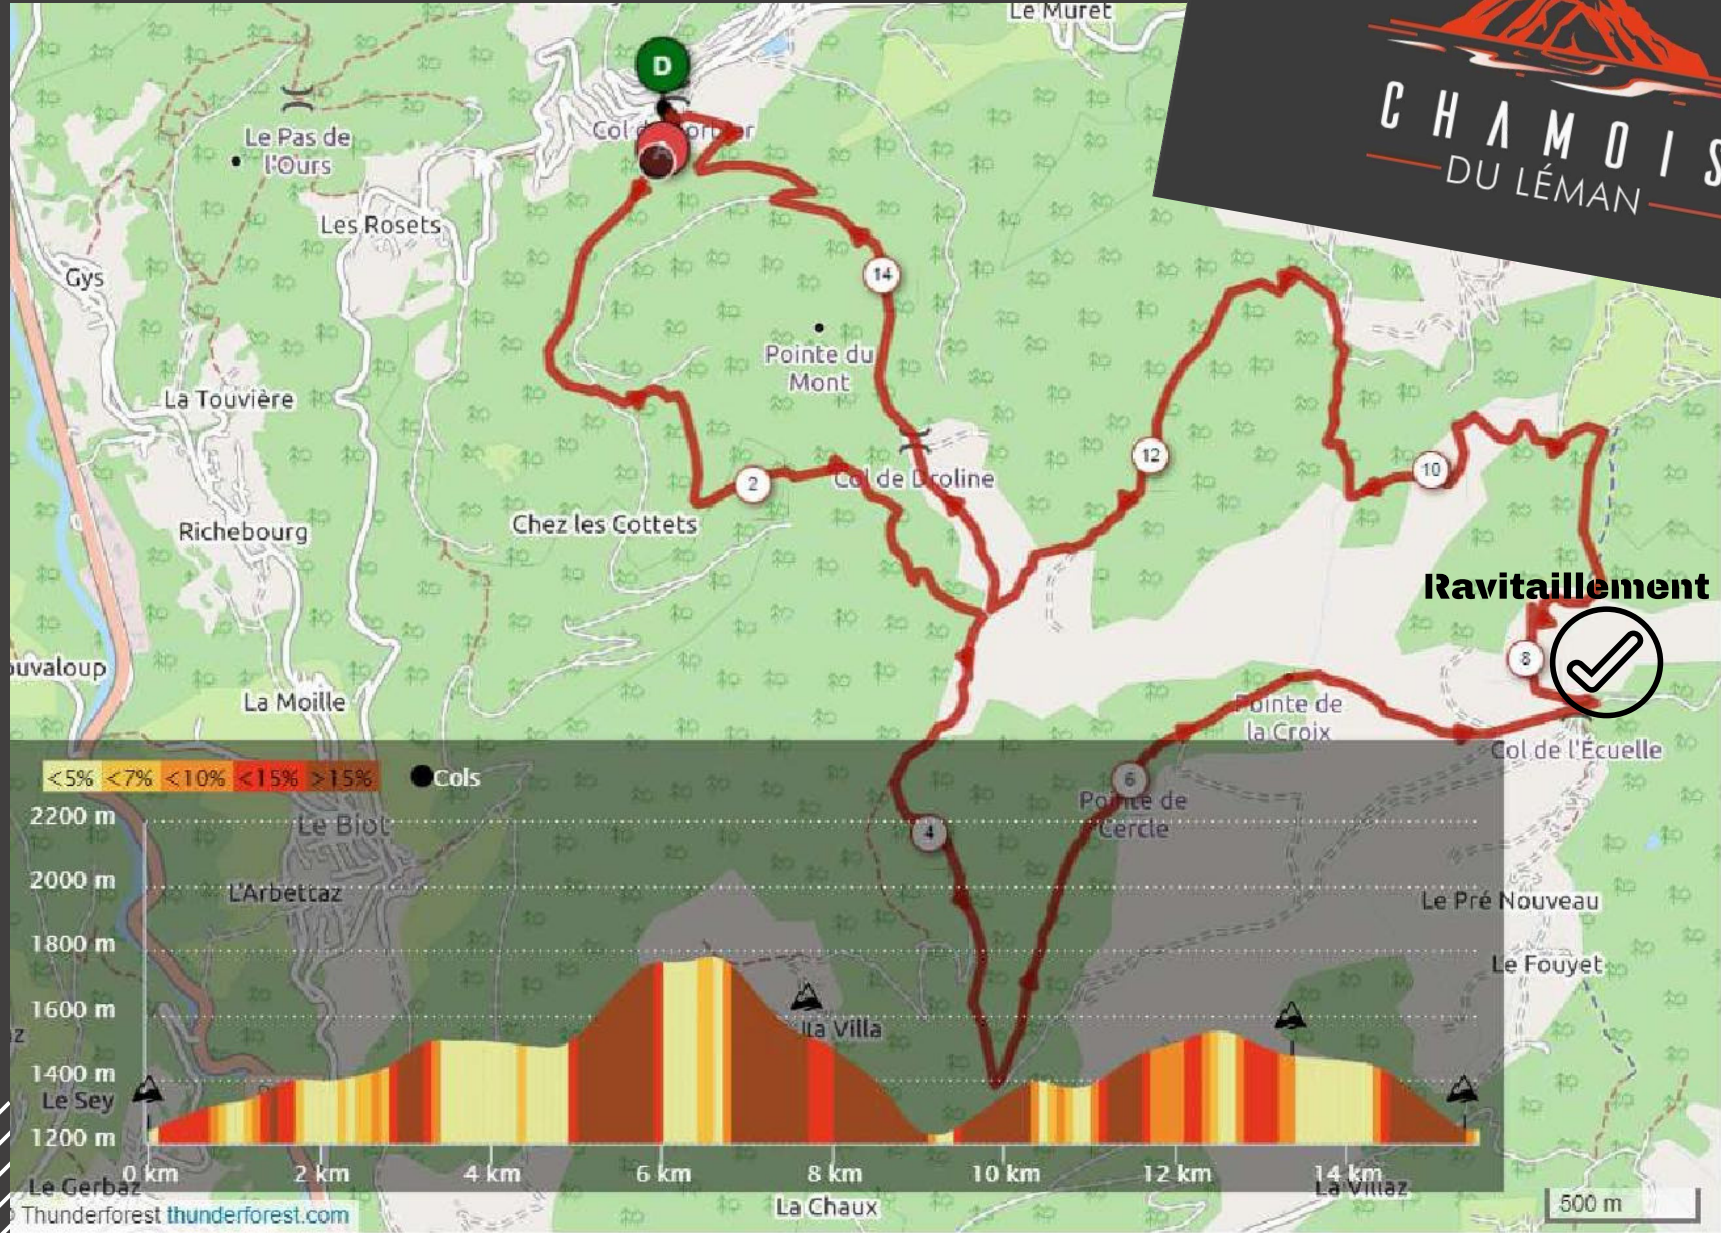 Le Muret
D
Le Pas de
l'Ours
Les Rosets
CHAMOIS
DU LÉMAN
Gys
14
Pointe du
Mont
La Touvière
12
10
2
Col de Droline
Chez les Cottets
Richebourg
Ravitaillement
8
ouvaloup
La Moille
Pointe de
la Croix
Col de l'Écuelle
<5% <7% <10% <15% >15%
Cols
6
Pointe de
Cercle
2200 m
Le Biot
4
2000 m
L'Arbettaz
Le Pré Nouveau
1800 m
Le Fouyet
1600 m
la Villa
1400 m
Le Sey
1200 m
0 km 2 km 4 km 6 km 8 km 10 km 12 km 14 km
Le Gerbaz
La Villaz
La Chaux
500 m
Thunderforest thunderforest.com